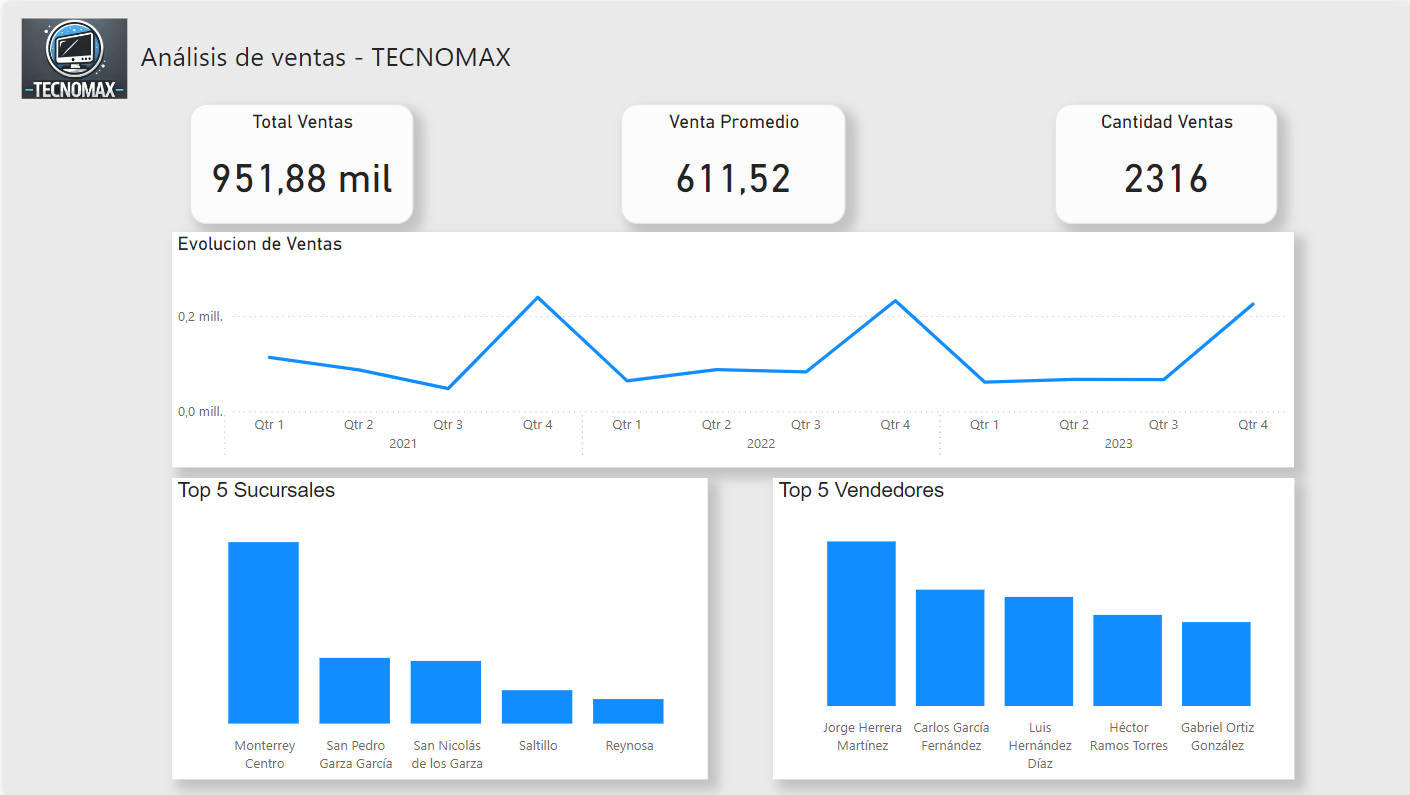 -TECNOMAX-
Análisis de ventas - TECNOMAX
Total Ventas
951,88 mil
Venta Promedio
611,52
Cantidad Ventas
2316
Evolucion de Ventas
0,2 mill.
0,0 mill.
Qtr 1 Qtr 2 Qtr 3 Qtr 4 Qtr 1 Qtr 2 Qtr 3 Qtr 4 Qtr 1 Qtr 2 Qtr 3 Qtr 4
2021 2022 2023
Top 5 Sucursales
Monterrey
Centro
San Pedro
Garza García
San Nicolás
de los Garza
Saltillo
Reynosa
Top 5 Vendedores
Jorge Herrera
Martínez
Carlos García
Fernández
Luis
Hernández
Díaz
Héctor
Ramos Torres
Gabriel Ortiz
González